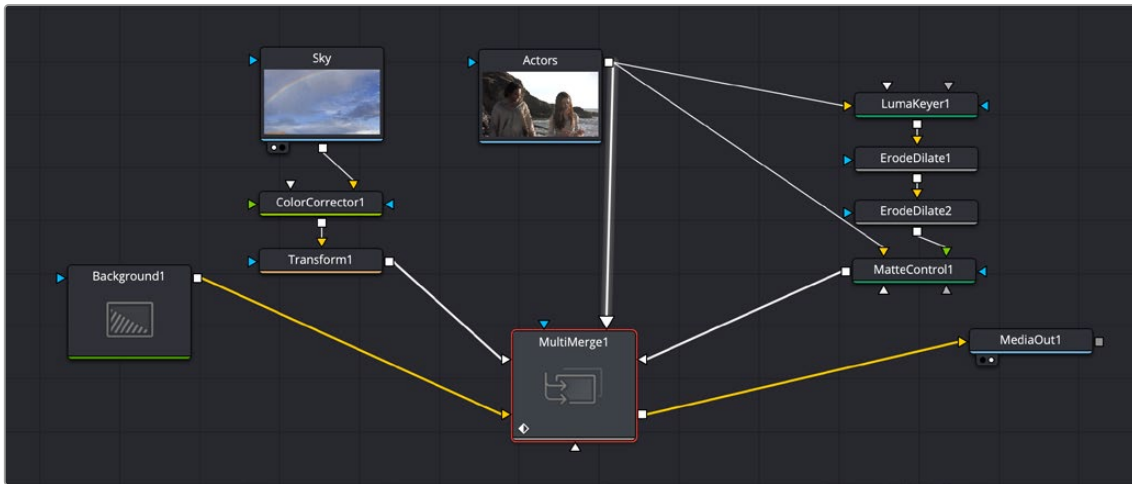 Sky
Actors
LumaKeyer1
ErodeDilate1
ColorCorrector1
ErodeDilate2
Transform1
Background1
MatteControl1
MultiMerge1
MediaOut1